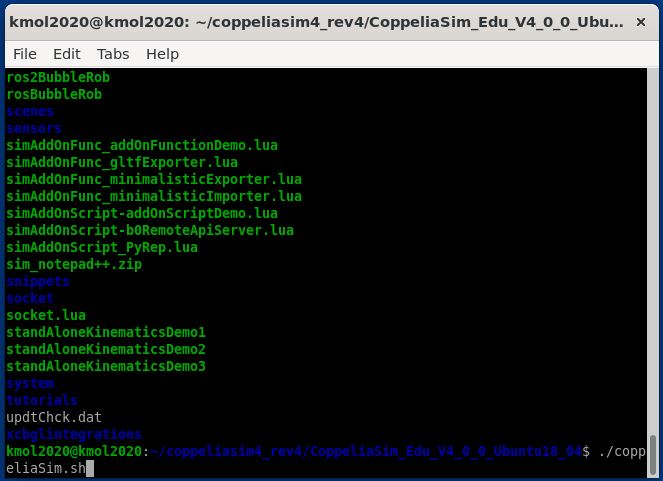 kmol2020@kmol2020: ~/coppeliasim4_rev4/CoppeliaSim_Edu_V4_0_0_Ubu... ×
File Edit Tabs Help
ros2BubbleRob
rosBubbleRob
scenes
sensors
simAddOnFunc_addOnFunctionDemo.lua
simAddOnFunc_gltfExporter.lua
simAddOnFunc_minimalisticExporter.lua
simAddOnFunc_minimalisticImporter.lua
simAddOnScript-addOnScriptDemo.lua
simAddOnScript-b0RemoteApiServer.lua
simAddOnScript_PyRep.lua
sim_notepad++.zip
snippets
socket
socket.lua
standAloneKinematicsDemo1
standAloneKinematicsDemo2
standAloneKinematicsDemo3
system
tutorials
updtChck.dat
xcbglintegrations
kmol2020@kmol2020:~/coppeliasim4_rev4/CoppeliaSim_Edu_V4_0_0_Ubuntu18_04$ ./copp
eliaSim.sh